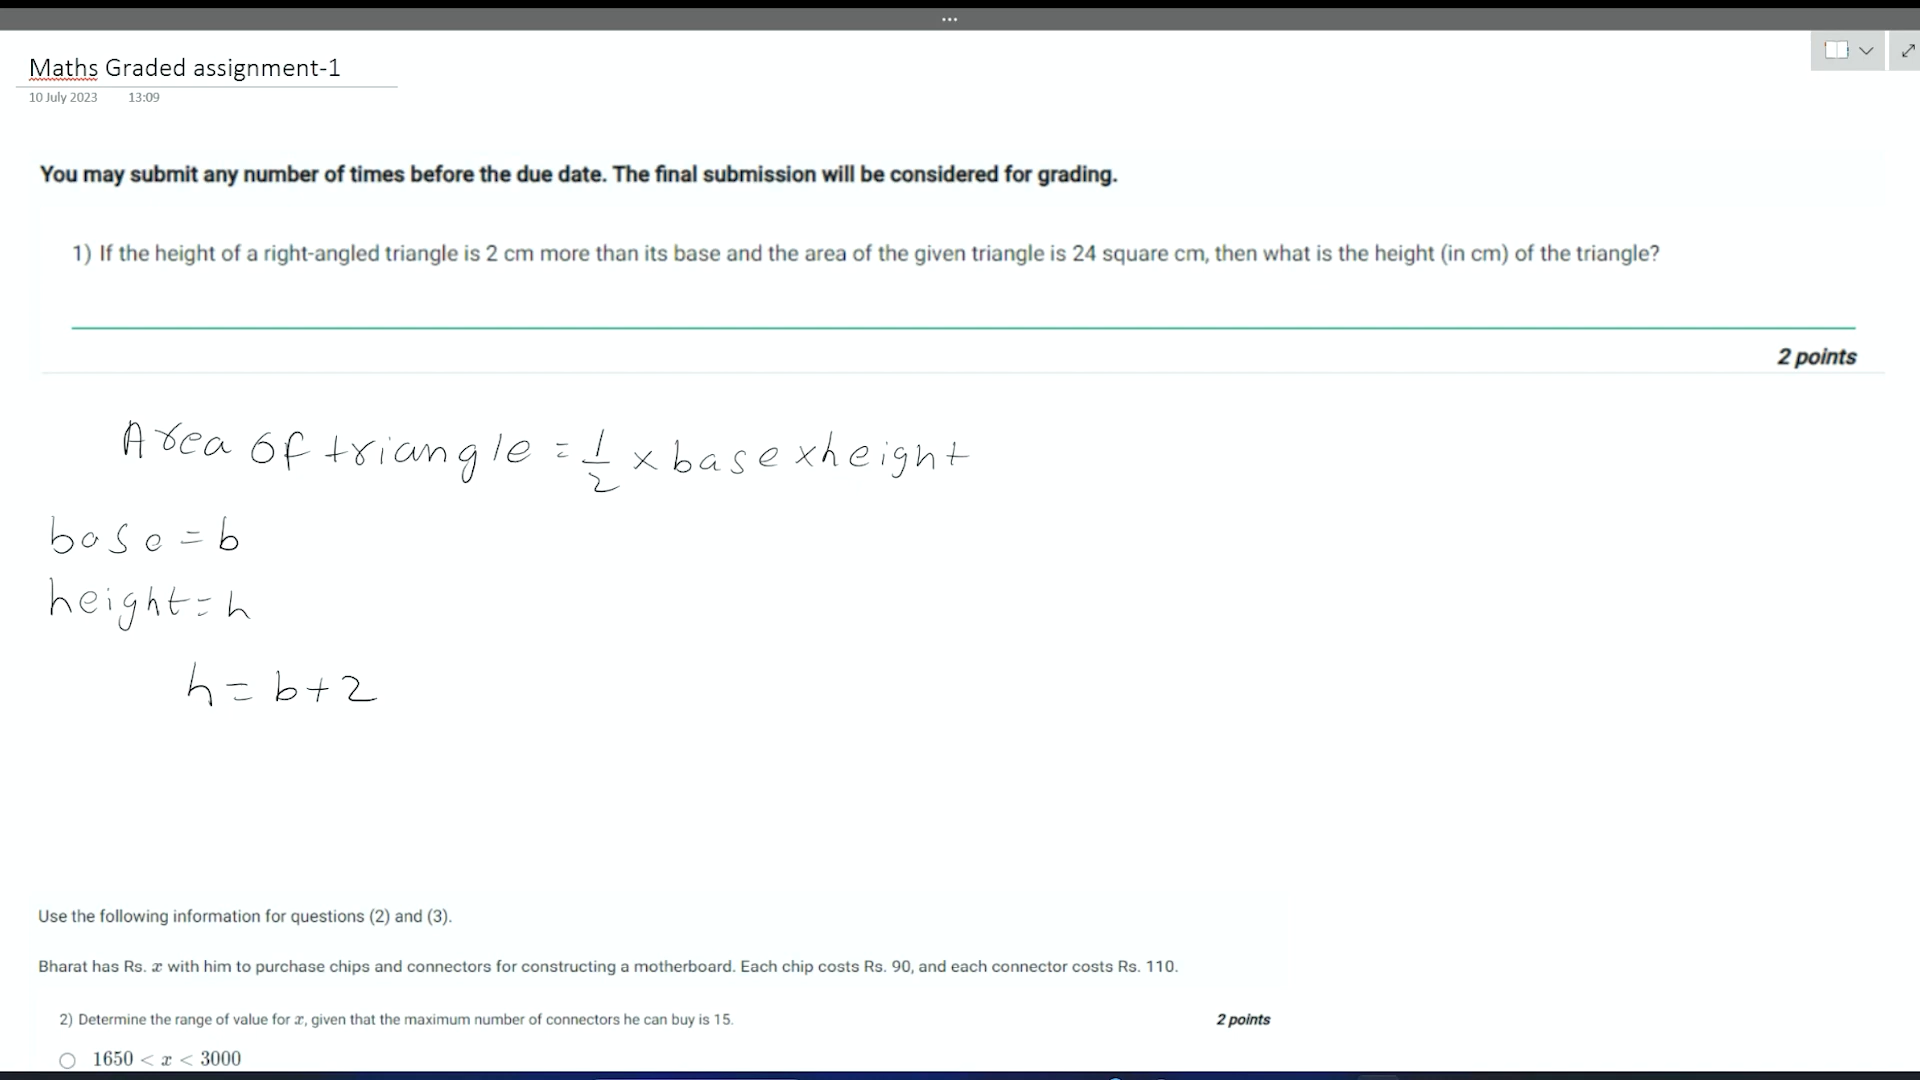 ...
Maths Graded assignment-1
10 July 2023 13:09
You may submit any number of times before the due date. The final submission will be considered for grading.
1) If the height of a right-angled triangle is 2 cm more than its base and the area of the given triangle is 24 square cm, then what is the height (in cm) of the triangle?
2 points
Area of triangle = 1/2 x base x height
base = b
height = h
h = b + 2
Use the following information for questions (2) and (3).
Bharat has Rs. x with him to purchase chips and connectors for constructing a motherboard. Each chip costs Rs. 90, and each connector costs Rs. 110.
2) Determine the range of value for x, given that the maximum number of connectors he can buy is 15. 2 points
1650 < x < 3000